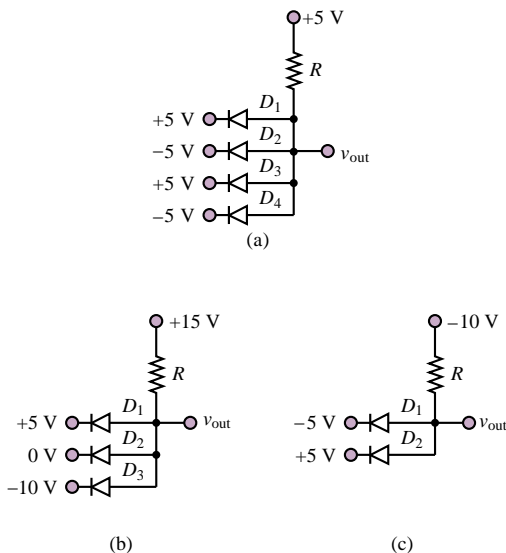 +5 V
R
D1
+5 V
D2
−5 V
vout
D3
+5 V
D4
−5 V
(a)
+15 V
−10 V
R
R
D1
D1
+5 V
vout
−5 V
vout
D2
D2
0 V
+5 V
D3
−10 V
(b)
(c)